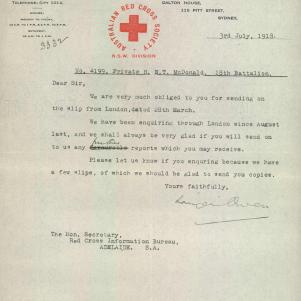 TELEPHONE: CITY
DALTON HOUSE,
115 PITT STREET,
SYDNEY.
AUSTRALIAN RED CROSS SOCIETY
N.S.W. DIVISION
3rd July, 1918.
No. 4195, Private H. McDonald, 18th Battalion.
Dear Sir,
We are very much obliged to you for sending on
the slip from London, dated 28th March.
We have been enquiring through London since August
last, and we shall always be very glad if you will send on
to us any reports which you may receive.
Please let us know if you enquiring because we have
a few slips, of which we should be glad to send you copies.
Yours faithfully,
The Hon. Secretary,
Red Cross Information Bureau,
ADELAIDE. S.A.